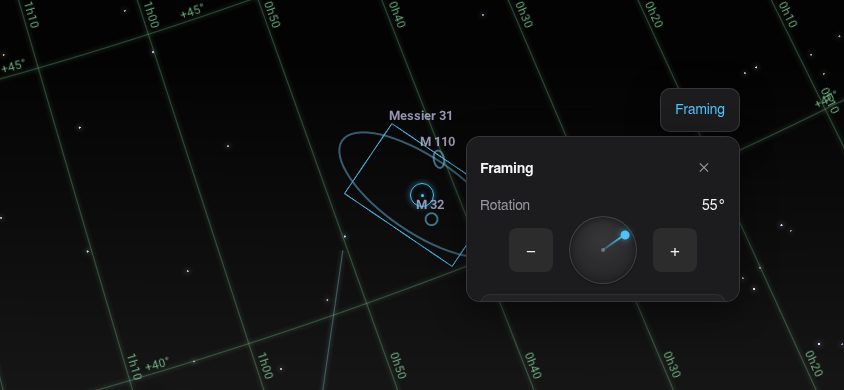 1h10
1h00
+45°
0h50
0h40
0h30
0h20
0h10
+45°
Framing
+40°
Messier 31
M 110
M 32
Framing
×
Rotation
55°
−
+
1h10
+40°
1h00
0h50
0h40
0h30
0h20